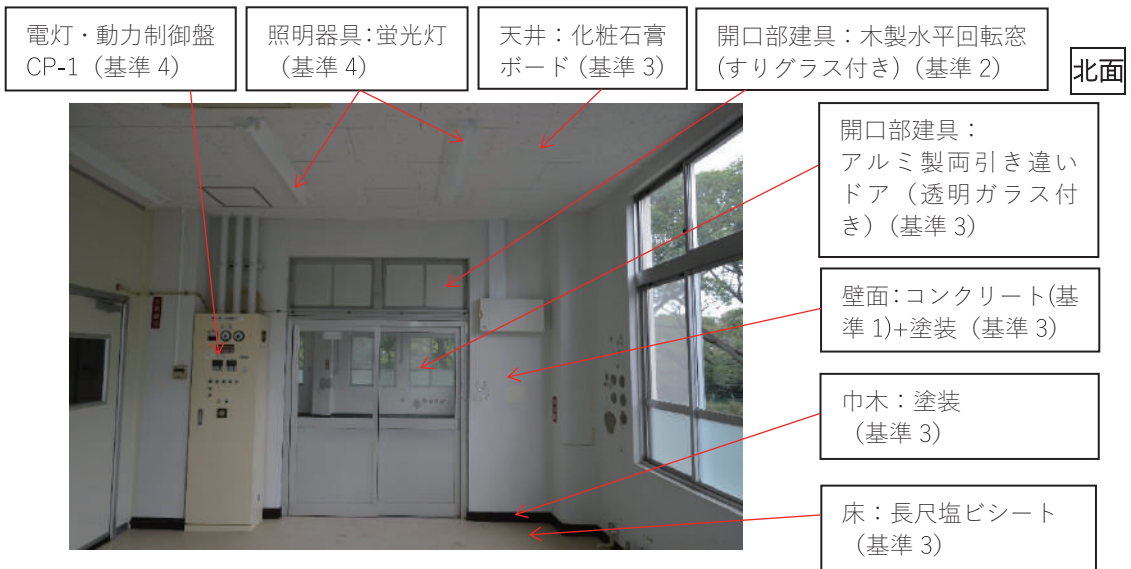 電灯・動力制御盤
CP-1（基準 4）
照明器具：蛍光灯
（基準 4）
天井：化粧石膏
ボード（基準 3）
開口部建具：木製水平回転窓
(すりグラス付き)（基準 2）
北面
開口部建具：
アルミ製両引き違い
ドア（透明ガラス付
き）（基準 3）
壁面：コンクリート(基
準 1)+塗装（基準 3）
巾木：塗装
（基準 3）
床：長尺塩ビシート
（基準 3）